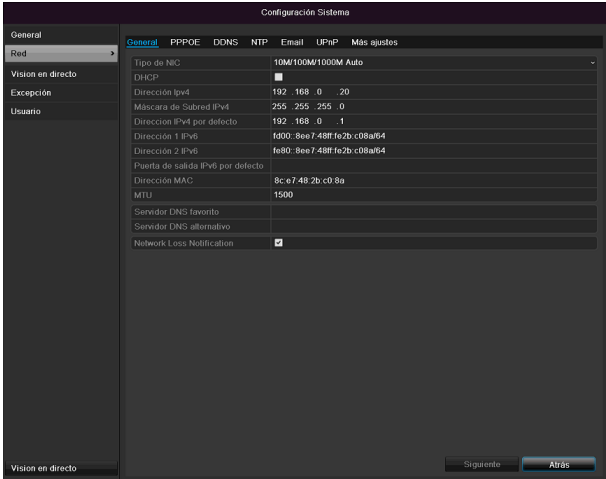 Configuración Sistema
General
Red
Vision en directo
Excepción
Usuario
General PPPOE DDNS NTP Email UPnP Más ajustes
Tipo de NIC 10M/100M/1000M Auto
DHCP
Dirección Ipv4 192 .168 .0 .20
Máscara de Subred IPv4 255 .255 .255 .0
Direccion IPv4 por defecto 192 .168 .0 .1
Dirección 1 IPv6 fd00::8ee7:48ff:fe2b:c08a/64
Dirección 2 IPv6 fe80::8ee7:48ff:fe2b:c08a/64
Puerta de salida IPv6 por defecto
Dirección MAC 8c:e7:48:2b:c0:8a
MTU 1500
Servidor DNS favorito
Servidor DNS alternativo
Network Loss Notification
Siguiente Atrás
Vision en directo